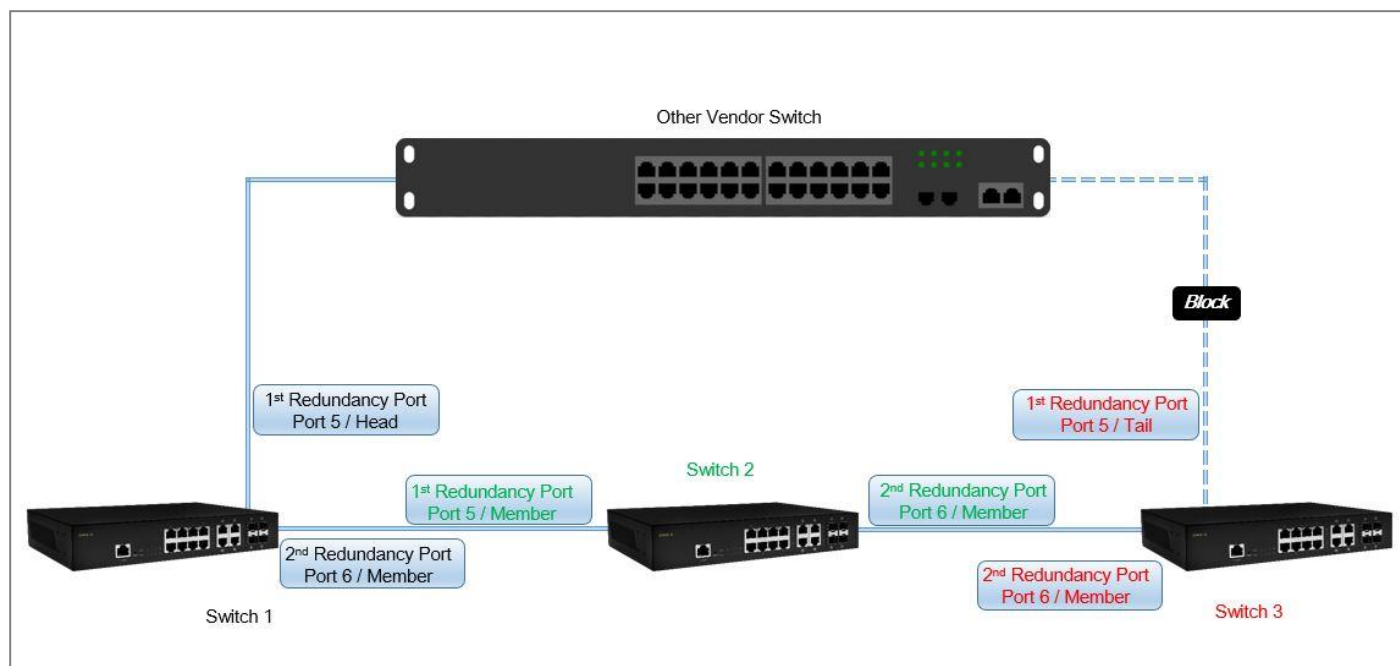 Other Vendor Switch
Block
1st Redundancy Port
Port 5 / Head
1st Redundancy Port
Port 5 / Tail
Switch 2
1st Redundancy Port
Port 5 / Member
2nd Redundancy Port
Port 6 / Member
2nd Redundancy Port
Port 6 / Member
2nd Redundancy Port
Port 6 / Member
Switch 1
Switch 3